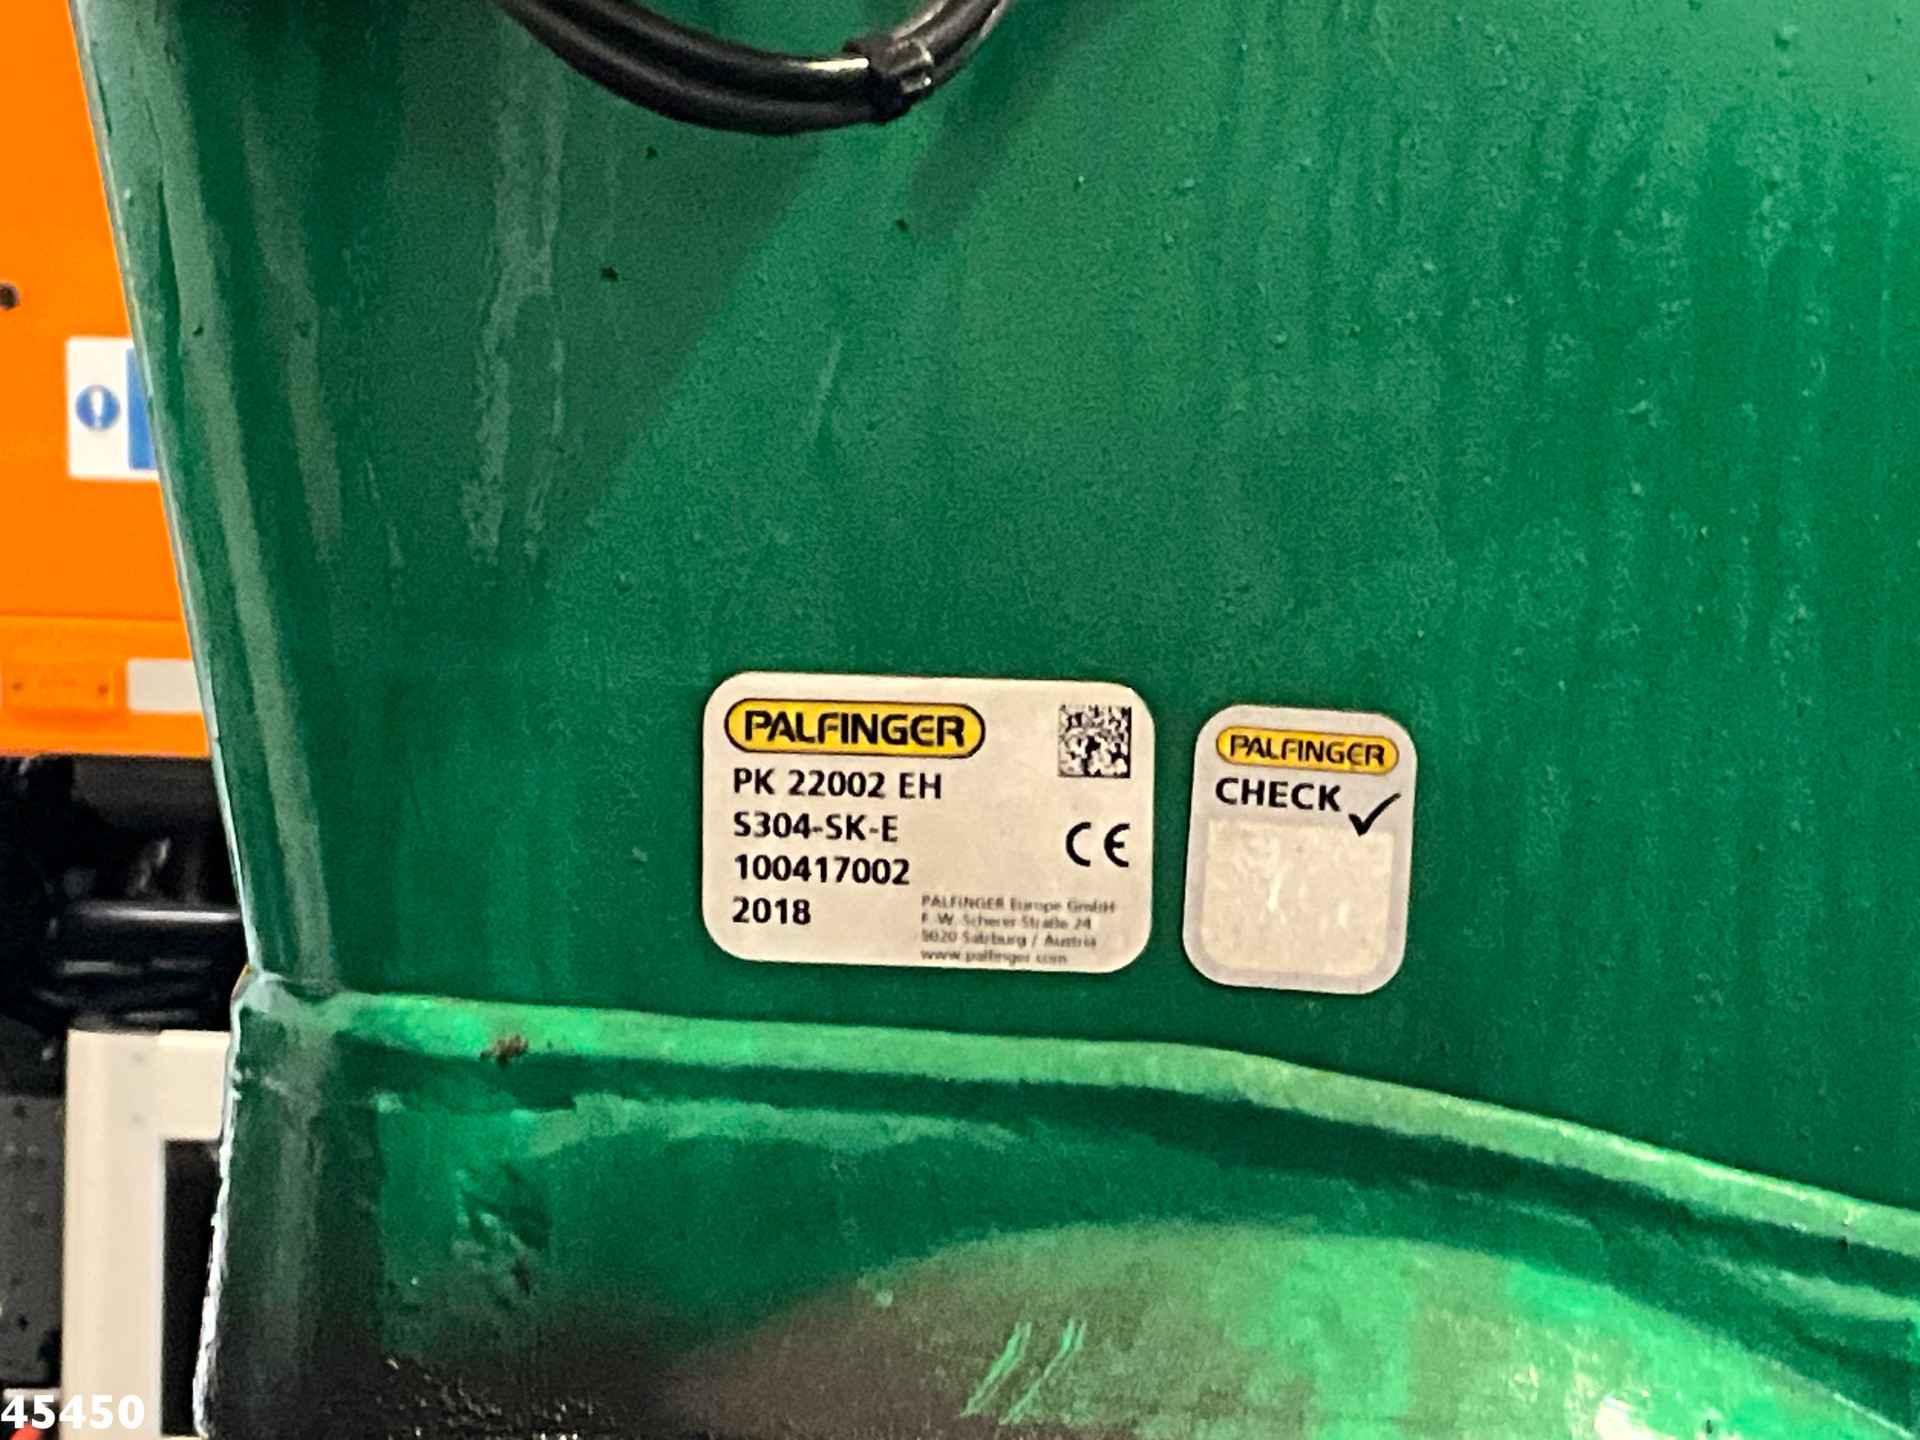 PALFINGER
PK 22002 EH
S304-SK-E
100417002
2018
CE
PALFINGER Europe GmbH
F.-W.-Scherer-Straße 24
5020 Salzburg / Austria
www.palfinger.com
PALFINGER
CHECK
45450